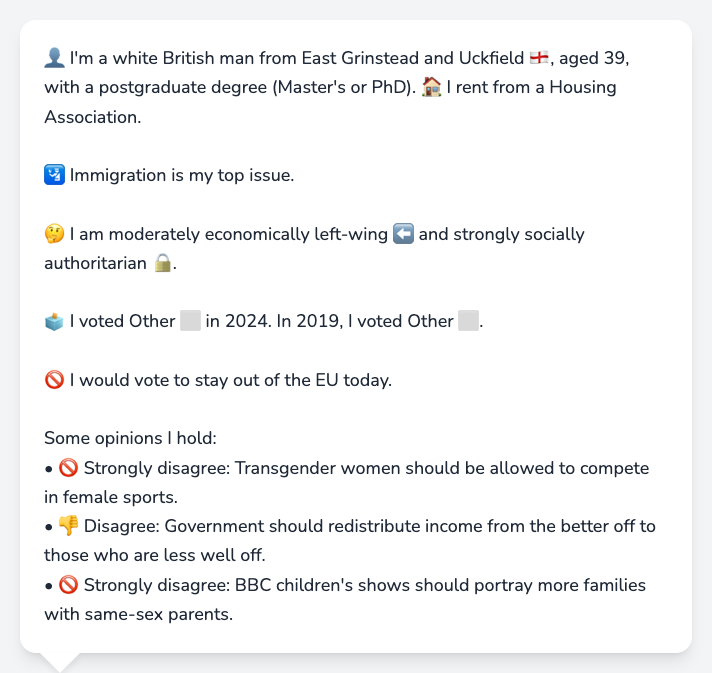 👤 I'm a white British man from East Grinstead and Uckfield 🏴󠁧󠁢󠁥󠁮󠁧󠁿, aged 39,
with a postgraduate degree (Master's or PhD). 🏠 I rent from a Housing
Association.
🛂 Immigration is my top issue.
🤔 I am moderately economically left-wing ⬅️ and strongly socially
authoritarian 🔒.
🗳️ I voted Other ⬜ in 2024. In 2019, I voted Other ⬜.
🚫 I would vote to stay out of the EU today.
Some opinions I hold:
• 🚫 Strongly disagree: Transgender women should be allowed to compete
in female sports.
• 👎 Disagree: Government should redistribute income from the better off to
those who are less well off.
• 🚫 Strongly disagree: BBC children's shows should portray more families
with same-sex parents.